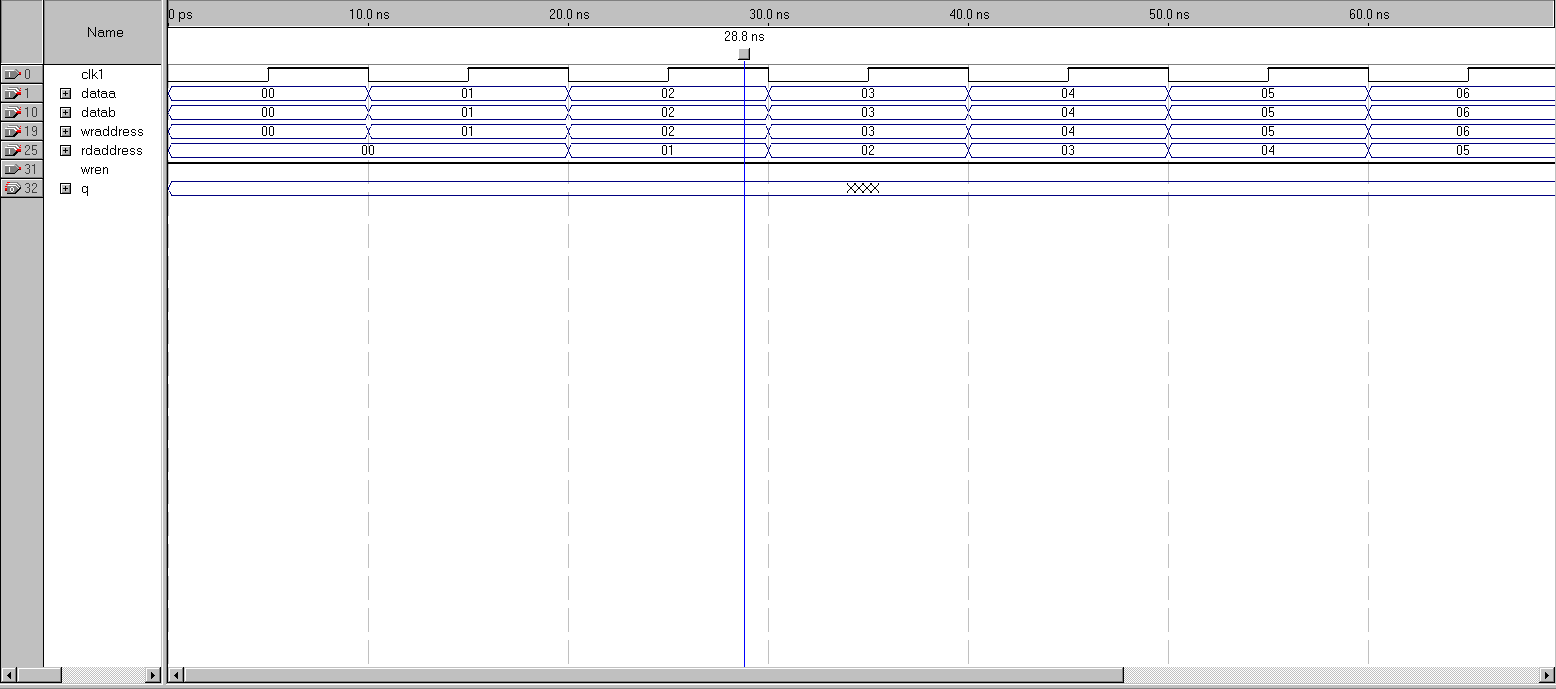 Name
0 ps 10.0 ns 20.0 ns 30.0 ns 40.0 ns 50.0 ns 60.0 ns
28.8 ns
0 clk1
1 dataa 00 01 02 03 04 05 06
10 datab 00 01 02 03 04 05 06
19 wraddress 00 01 02 03 04 05 06
25 rdaddress 00 01 02 03 04 05
31 wren
32 q